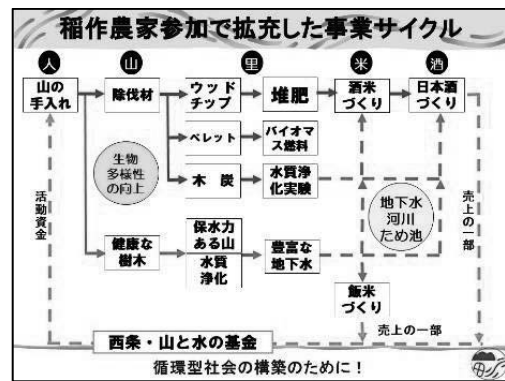 稲作農家参加で拡充した事業サイクル
人
山
里
米
酒
山の
手入れ
除伐材
ウッド
チップ
堆肥
酒米
づくり
日本酒
づくり
ペレット
バイオマ
ス燃料
木　炭
水質浄
化実験
生物
多様性
の向上
地下水
河川
ため池
活動資金
売上の一部
健康な
樹木
保水力
ある山
水質
浄化
豊富な
地下水
飯米
づくり
売上の一部
西条・山と水の基金
循環型社会の構築のために！